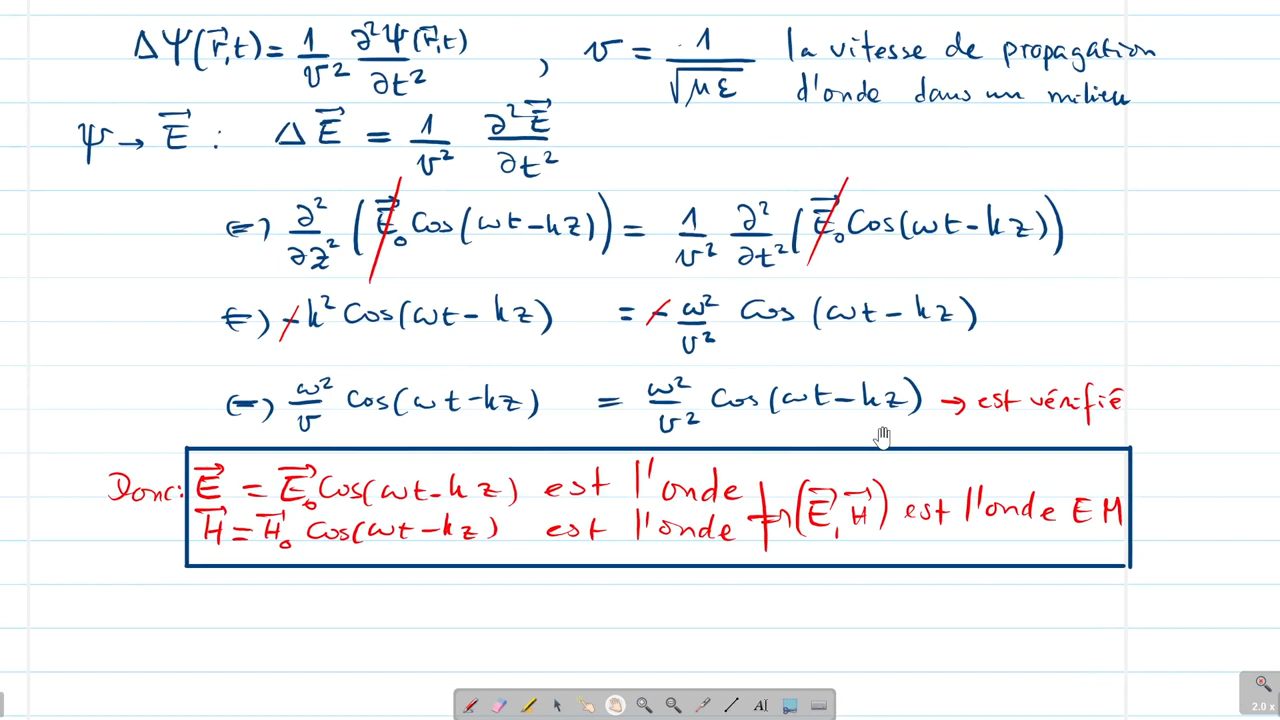 ΔΨ(r⃗,t) = 1/v² ∂²Ψ(r⃗,t)/∂t² , v = 1/√με la vitesse de propagation
d'onde dans un milieu
Ψ → E⃗ : ΔE⃗ = 1/v² ∂²E⃗/∂t²
⇔ ∂²/∂z² (E⃗₀ Cos(ωt-kz)) = 1/v² ∂²/∂t² (E⃗₀ Cos(ωt-kz))
⇔ -k² Cos(ωt-kz) = -ω²/v² Cos(ωt-kz)
⇔ ω²/v cos(ωt-kz) = ω²/v² Cos(ωt-kz) → est vérifié
Donc: E⃗ = E⃗₀ Cos(ωt-kz) est l'onde
H⃗ = H⃗₀ Cos(ωt-kz) est l'onde
(E⃗, H⃗) est l'onde EM
AI
2.0 x